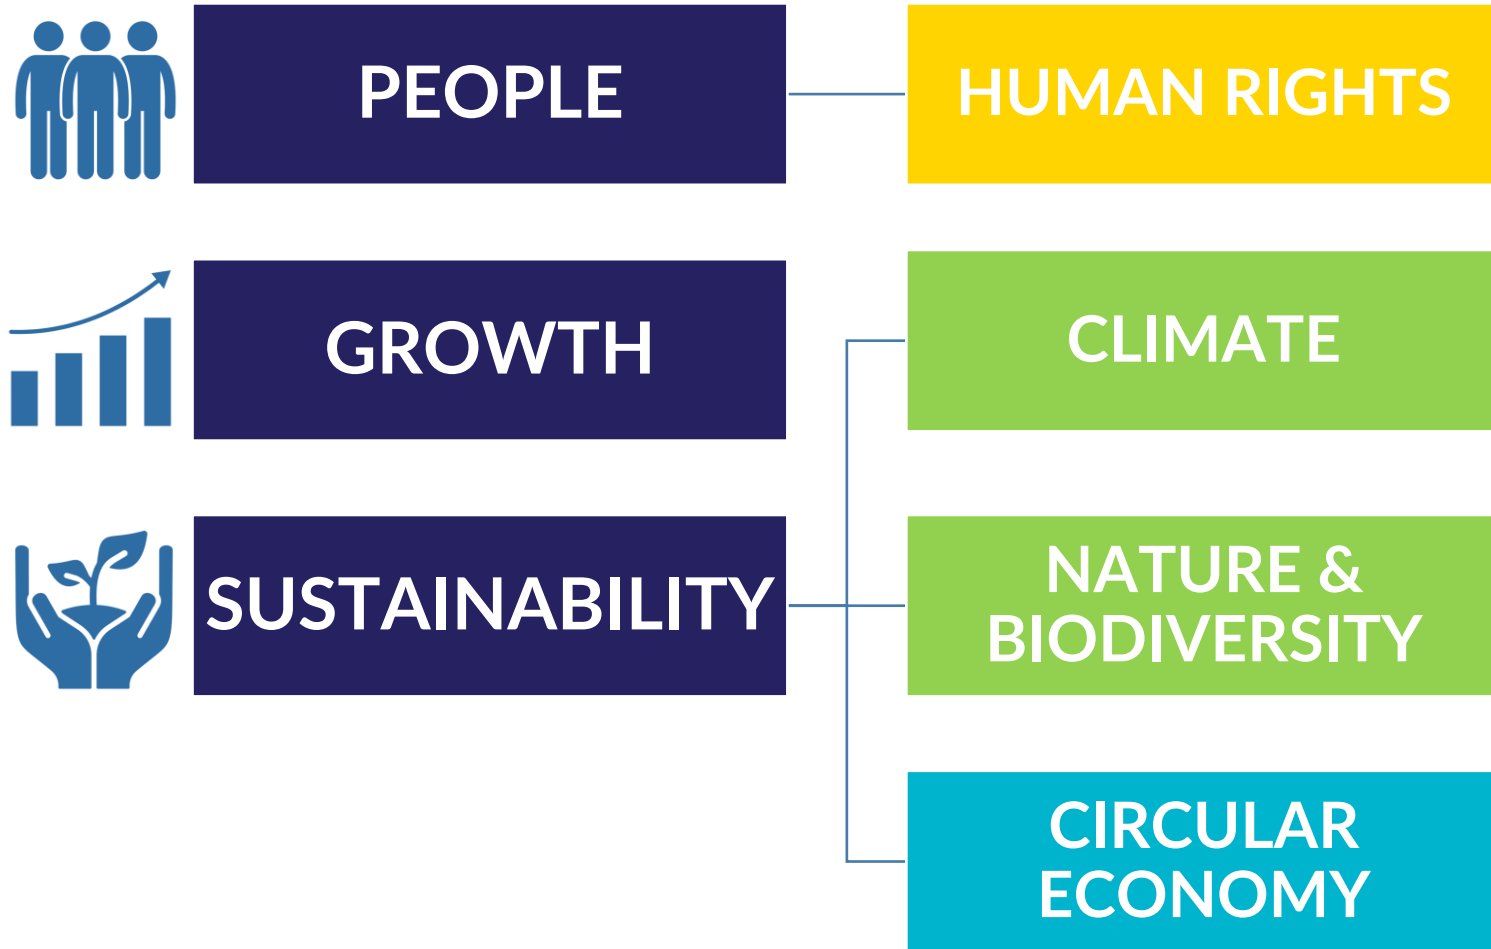 PEOPLE
HUMAN RIGHTS
GROWTH
CLIMATE
SUSTAINABILITY
NATURE &
BIODIVERSITY
CIRCULAR
ECONOMY